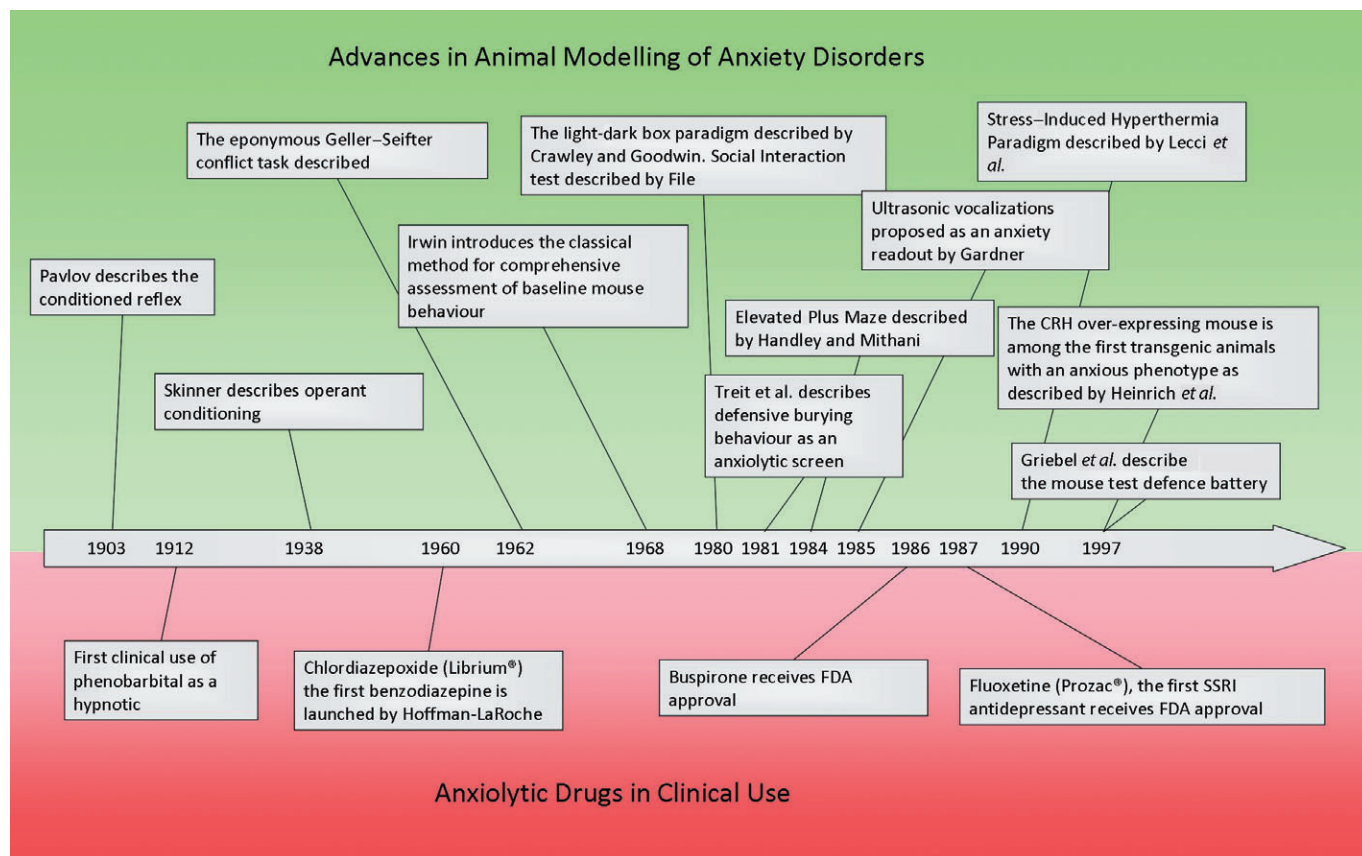 Advances in Animal Modelling of Anxiety Disorders
The eponymous Geller–Seifter
conflict task described
The light-dark box paradigm described by
Crawley and Goodwin. Social Interaction
test described by File
Stress–Induced Hyperthermia
Paradigm described by Lecci et
al.
Ultrasonic vocalizations
proposed as an anxiety
readout by Gardner
Irwin introduces the classical
method for comprehensive
assessment of baseline mouse
behaviour
Pavlov describes the
conditioned reflex
Elevated Plus Maze described
by Handley and Mithani
The CRH over-expressing mouse is
among the first transgenic animals
with an anxious phenotype as
described by Heinrich et al.
Skinner describes operant
conditioning
Treit et al. describes
defensive burying
behaviour as an
anxiolytic screen
Griebel et al. describe
the mouse test defence battery
1903 1912 1938 1960 1962 1968 1980 1981 1984 1985 1986 1987 1990 1997
First clinical use of
phenobarbital as a
hypnotic
Chlordiazepoxide (Librium®)
the first benzodiazepine is
launched by Hoffman-LaRoche
Buspirone receives FDA
approval
Fluoxetine (Prozac®), the first SSRI
antidepressant receives FDA approval
Anxiolytic Drugs in Clinical Use